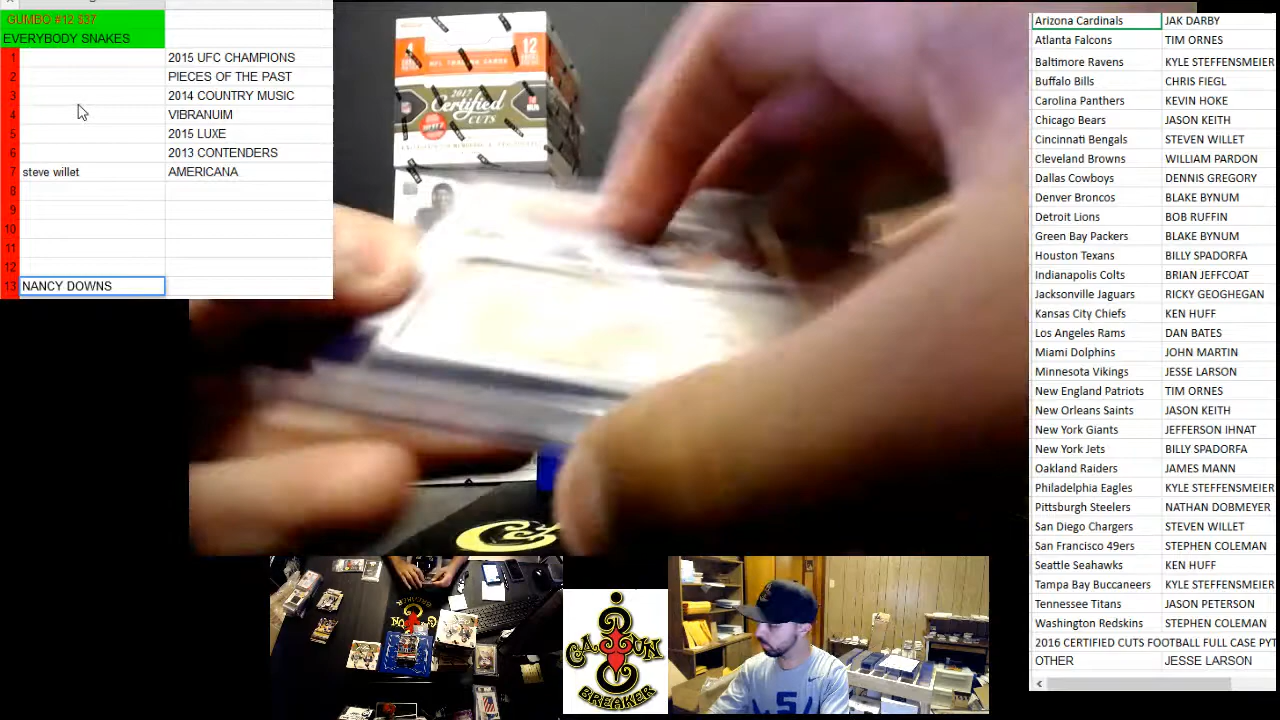 GUMBO #12 $37
EVERYBODY SNAKES
1 2015 UFC CHAMPIONS
2 PIECES OF THE PAST
3 2014 COUNTRY MUSIC
4 VIBRANUIM
5 2015 LUXE
6 2013 CONTENDERS
7 steve willet AMERICANA
8
9
10
11
12
13 NANCY DOWNS
12
NFL TRADING CARDS
2017
Certified
CUTS
Arizona Cardinals JAK DARBY
Atlanta Falcons TIM ORNES
Baltimore Ravens KYLE STEFFENSMEIER
Buffalo Bills CHRIS FIEGL
Carolina Panthers KEVIN HOKE
Chicago Bears JASON KEITH
Cincinnati Bengals STEVEN WILLET
Cleveland Browns WILLIAM PARDON
Dallas Cowboys DENNIS GREGORY
Denver Broncos BLAKE BYNUM
Detroit Lions BOB RUFFIN
Green Bay Packers BLAKE BYNUM
Houston Texans BILLY SPADORFA
Indianapolis Colts BRIAN JEFFCOAT
Jacksonville Jaguars RICKY GEOGHEGAN
Kansas City Chiefs KEN HUFF
Los Angeles Rams DAN BATES
Miami Dolphins JOHN MARTIN
Minnesota Vikings JESSE LARSON
New England Patriots TIM ORNES
New Orleans Saints JASON KEITH
New York Giants JEFFERSON IHNAT
New York Jets BILLY SPADORFA
Oakland Raiders JAMES MANN
Philadelphia Eagles KYLE STEFFENSMEIER
Pittsburgh Steelers NATHAN DOBMEYER
San Diego Chargers STEVEN WILLET
San Francisco 49ers STEPHEN COLEMAN
Seattle Seahawks KEN HUFF
Tampa Bay Buccaneers KYLE STEFFENSMEIER
Tennessee Titans JASON PETERSON
Washington Redskins STEPHEN COLEMAN
2016 CERTIFIED CUTS FOOTBALL FULL CASE PYT
OTHER JESSE LARSON
CAJUN
BREAKER